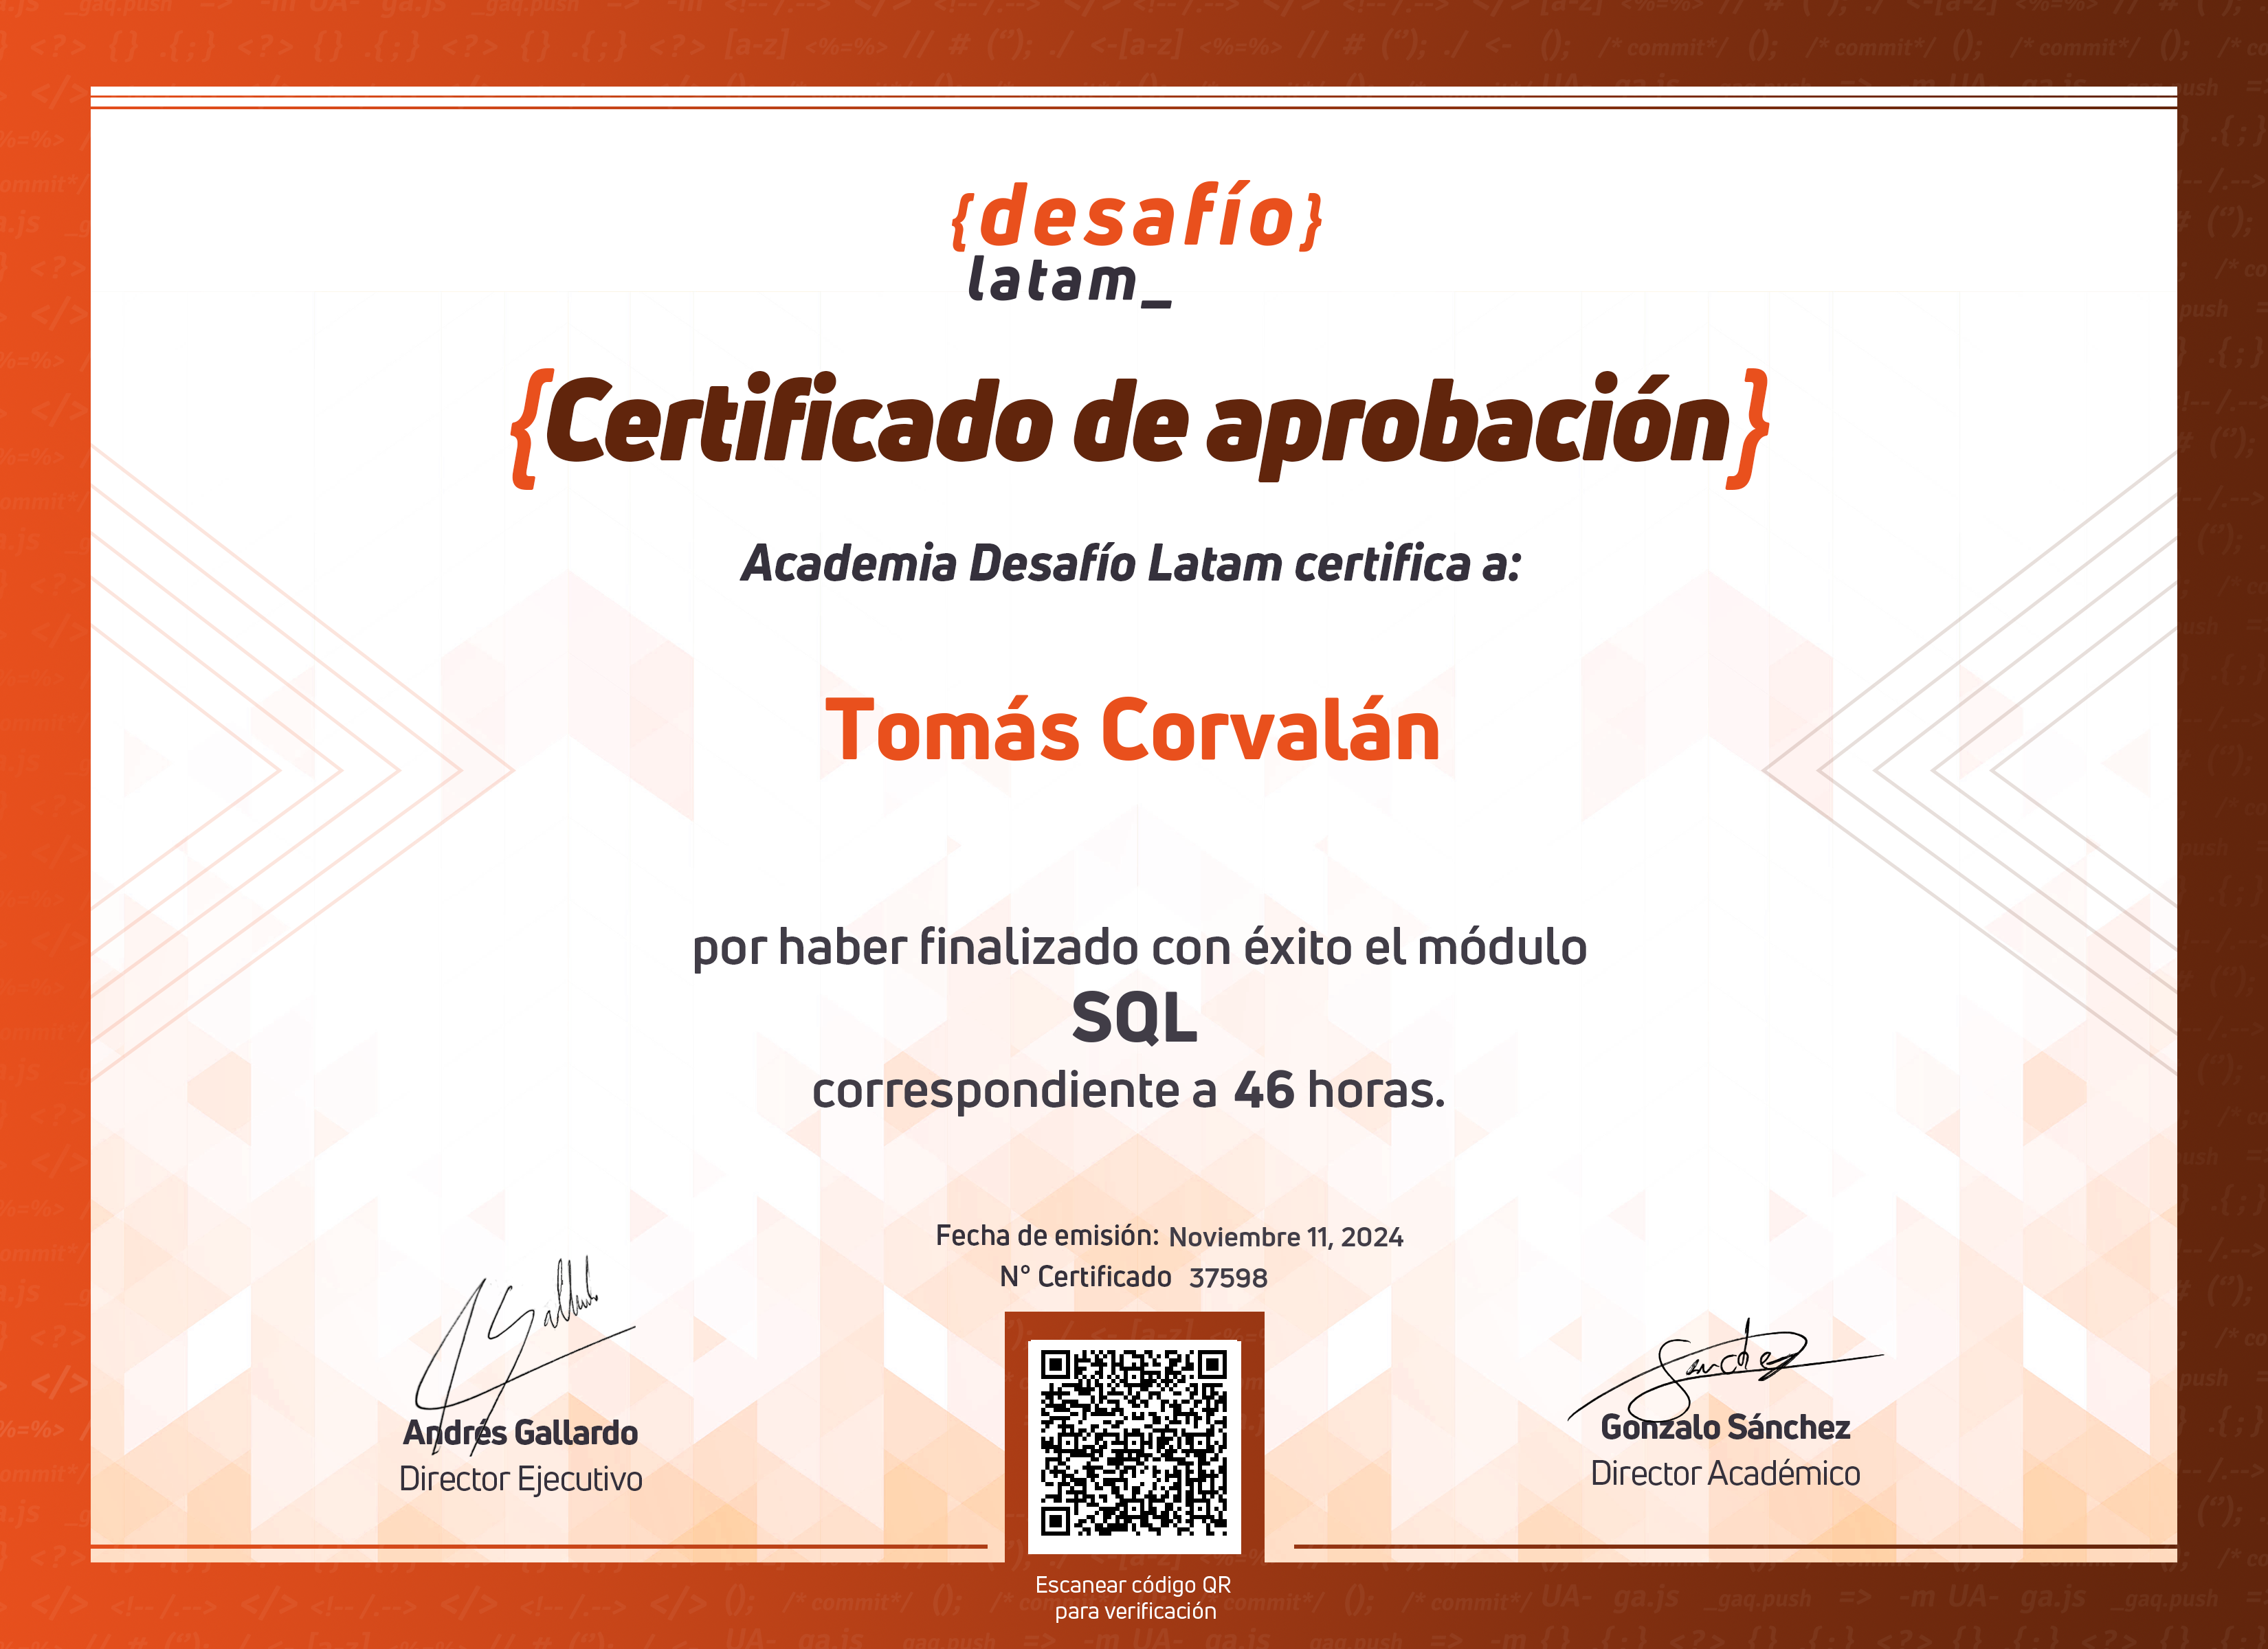 {desafío}
latam_
{Certificado de aprobación}
Academia Desafío Latam certifica a:
Tomás Corvalán
por haber finalizado con éxito el módulo
SQL
correspondiente a 46 horas.
Fecha de emisión: Noviembre 11, 2024
N° Certificado 37598
Andrés Gallardo
Director Ejecutivo
Gonzalo Sánchez
Director Académico
Escanear código QR
para verificación